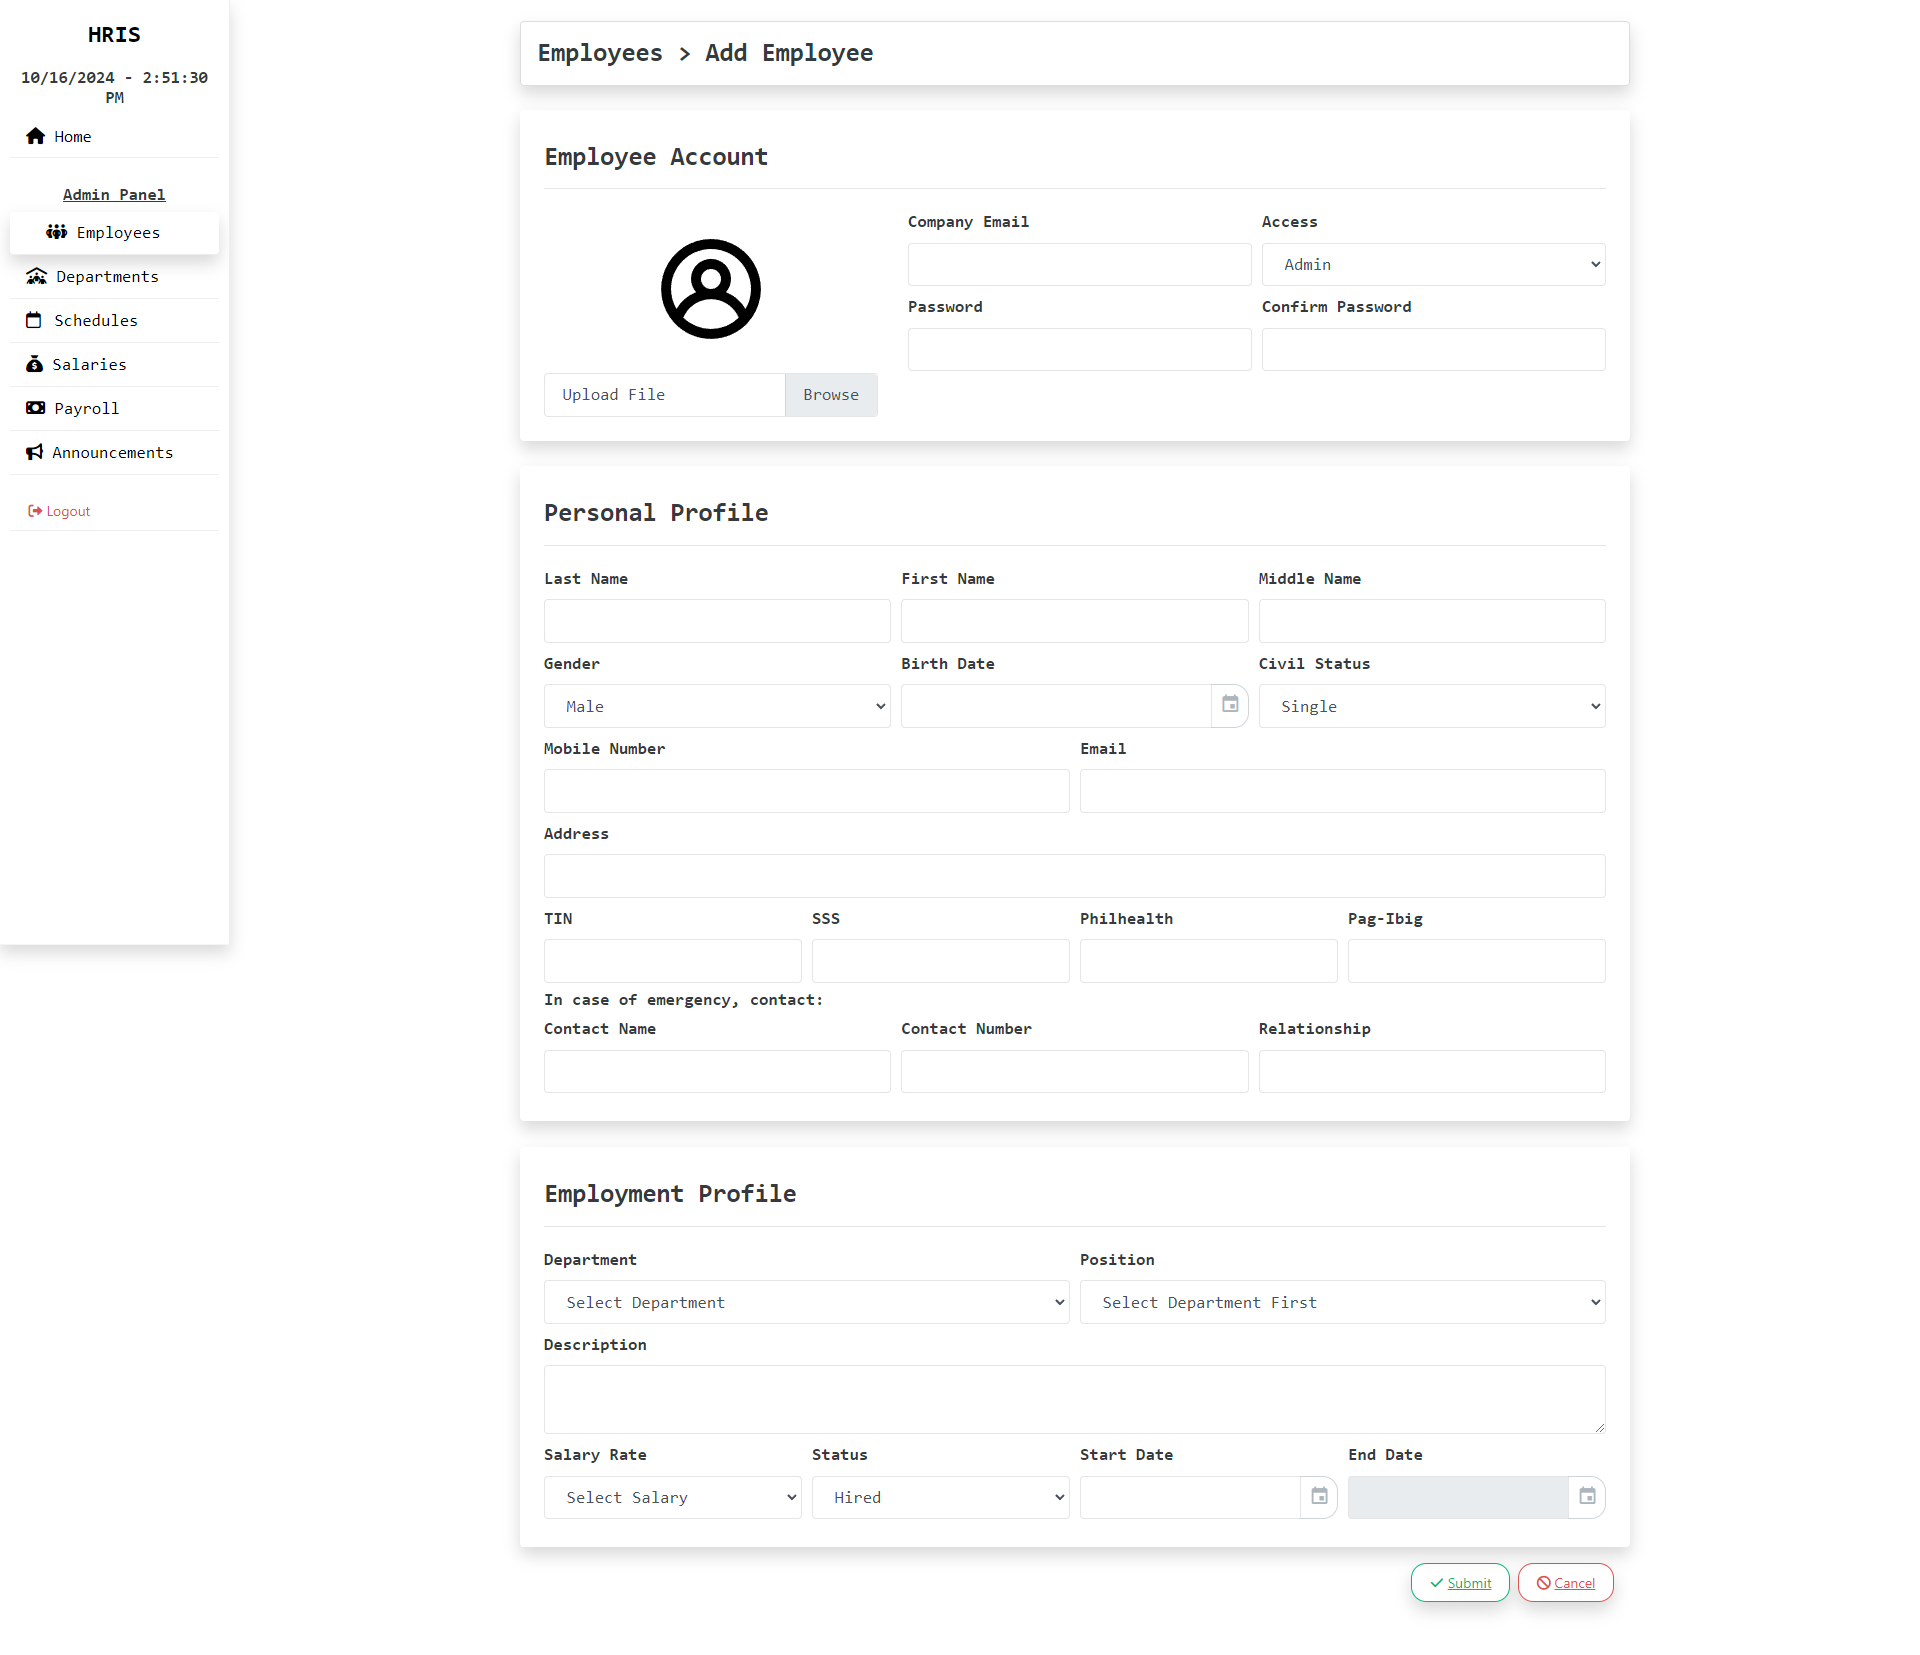 HRIS
10/16/2024 - 2:51:30
PM
Home
Admin Panel
Employees
Departments
Schedules
Salaries
Payroll
Announcements
Logout
Employees > Add Employee
Employee Account
Company Email
Access
Admin
Password
Confirm Password
Upload File
Browse
Personal Profile
Last Name
First Name
Middle Name
Gender
Birth Date
Civil Status
Male
Single
Mobile Number
Email
Address
TIN
SSS
Philhealth
Pag-Ibig
In case of emergency, contact:
Contact Name
Contact Number
Relationship
Employment Profile
Department
Position
Select Department
Select Department First
Description
Salary Rate
Status
Start Date
End Date
Select Salary
Hired
Submit
Cancel